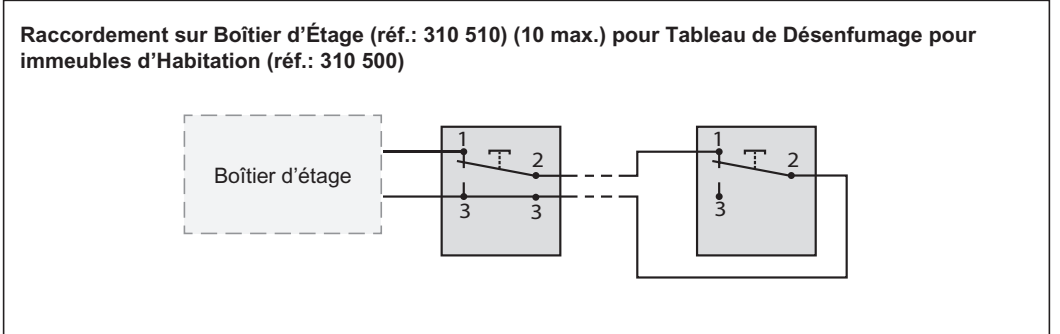 Raccordement sur Boîtier d'Étage (réf.: 310 510) (10 max.) pour Tableau de Désenfumage pour
immeubles d'Habitation (réf.: 310 500)
Boîtier d'étage
1
2
3
3
1
2
3